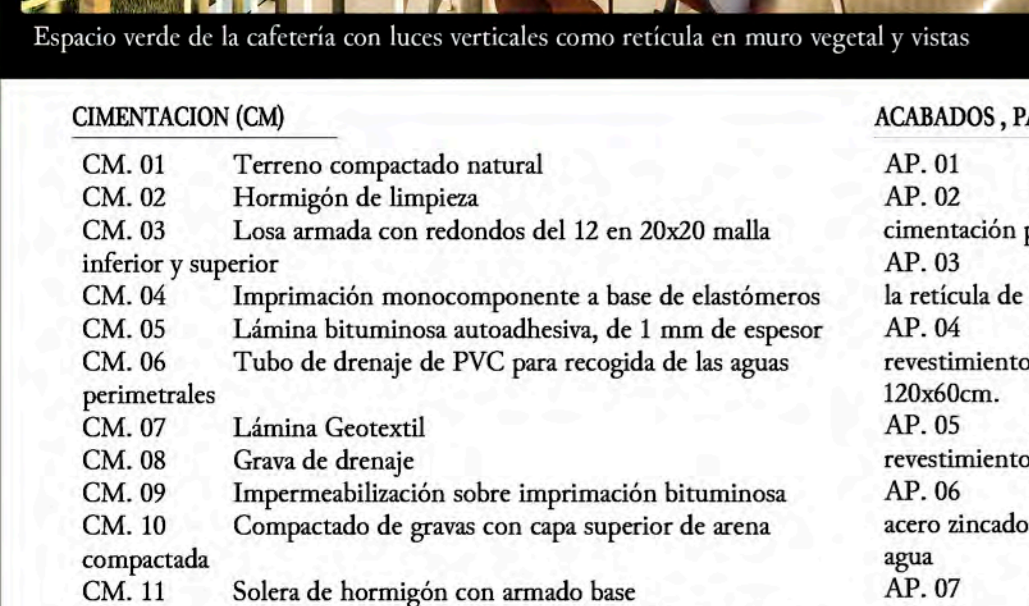 Espacio verde de la cafetería con luces verticales como retícula en muro vegetal y vistas
CIMENTACION (CM)
CM. 01 Terreno compactado natural
CM. 02 Hormigón de limpieza
CM. 03 Losa armada con redondos del 12 en 20x20 malla
inferior y superior
CM. 04 Imprimación monocomponente a base de elastómeros
CM. 05 Lámina bituminosa autoadhesiva, de 1 mm de espesor
CM. 06 Tubo de drenaje de PVC para recogida de las aguas
perimetrales
CM. 07 Lámina Geotextil
CM. 08 Grava de drenaje
CM. 09 Impermeabilización sobre imprimación bituminosa
CM. 10 Compactado de gravas con capa superior de arena
compactada
CM. 11 Solera de hormigón con armado base
ACABADOS ,
AP. 01
AP. 02
cimentación
AP. 03
la retícula de
AP. 04
revestimiento
120x60cm.
AP. 05
revestimiento
AP. 06
acero zincado
agua
AP. 07